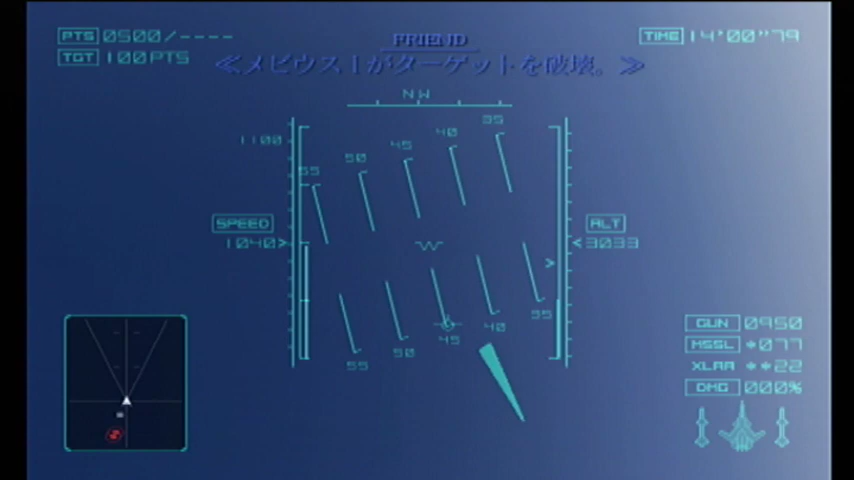 PTS 0500/----
FRIEND
TIME 14'00"79
TGT 100PTS
≪メビウス1がターゲットを破壊。≫
NW
1100
55 50 45 40 35
SPEED
1040>
ALT
<3033
55 50 45 40 35
GUN 0950
MSSL *077
XLAA **22
DMG 000%